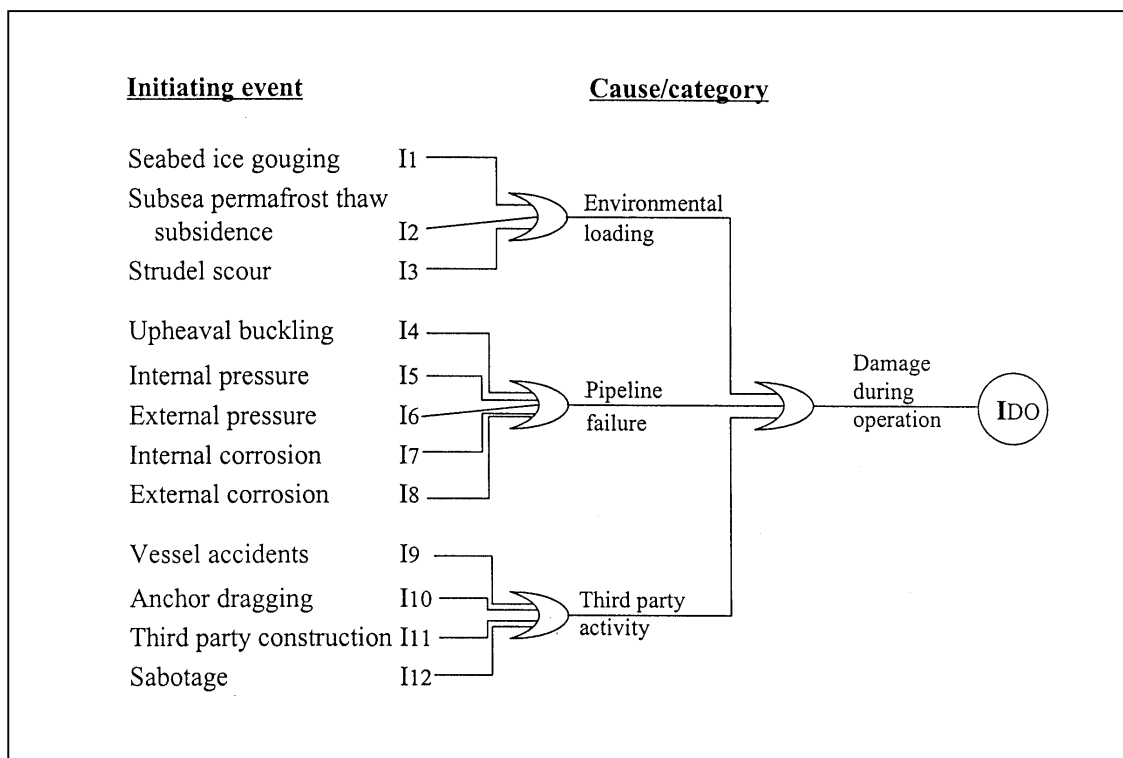 Initiating event
Cause/category
Seabed ice gouging I1
Subsea permafrost thaw
subsidence I2
Strudel scour I3
Environmental
loading
Upheaval buckling I4
Internal pressure I5
External pressure I6
Internal corrosion I7
External corrosion I8
Pipeline
failure
Damage
during
operation
IDO
Vessel accidents I9
Anchor dragging I10
Third party construction I11
Sabotage I12
Third party
activity